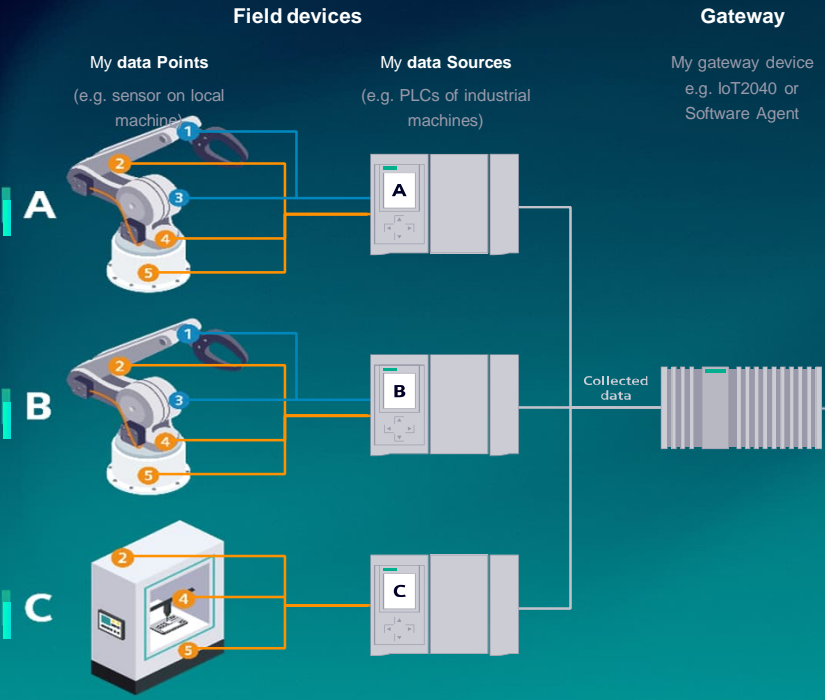 Field devices
Gateway
My data Points
(e.g. sensor on local
machine)
My data Sources
(e.g. PLCs of industrial
machines)
My gateway device
e.g. IoT2040 or
Software Agent
A
1
2
3
4
5
A
B
1
2
3
4
5
B
Collected
data
C
2
4
5
C